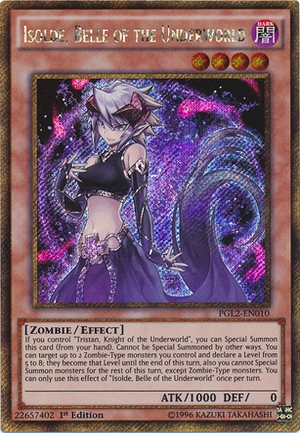 Isolde, Belle of the Underworld
DARK
闇
PGL2-EN010
[ZOMBIE / EFFECT]
If you control "Tristan, Knight of the Underworld", you can Special Summon
this card (from your hand). Cannot be Special Summoned by other ways. You
can target up to 2 Zombie-Type monsters you control and declare a Level from
5 to 8; they become that Level until the end of this turn, also you cannot Special
Summon monsters for the rest of this turn, except Zombie-Type monsters. You
can only use this effect of "Isolde, Belle of the Underworld" once per turn.
ATK/1000 DEF/ 0
22657402 1st Edition ©1996 KAZUKI TAKAHASHI